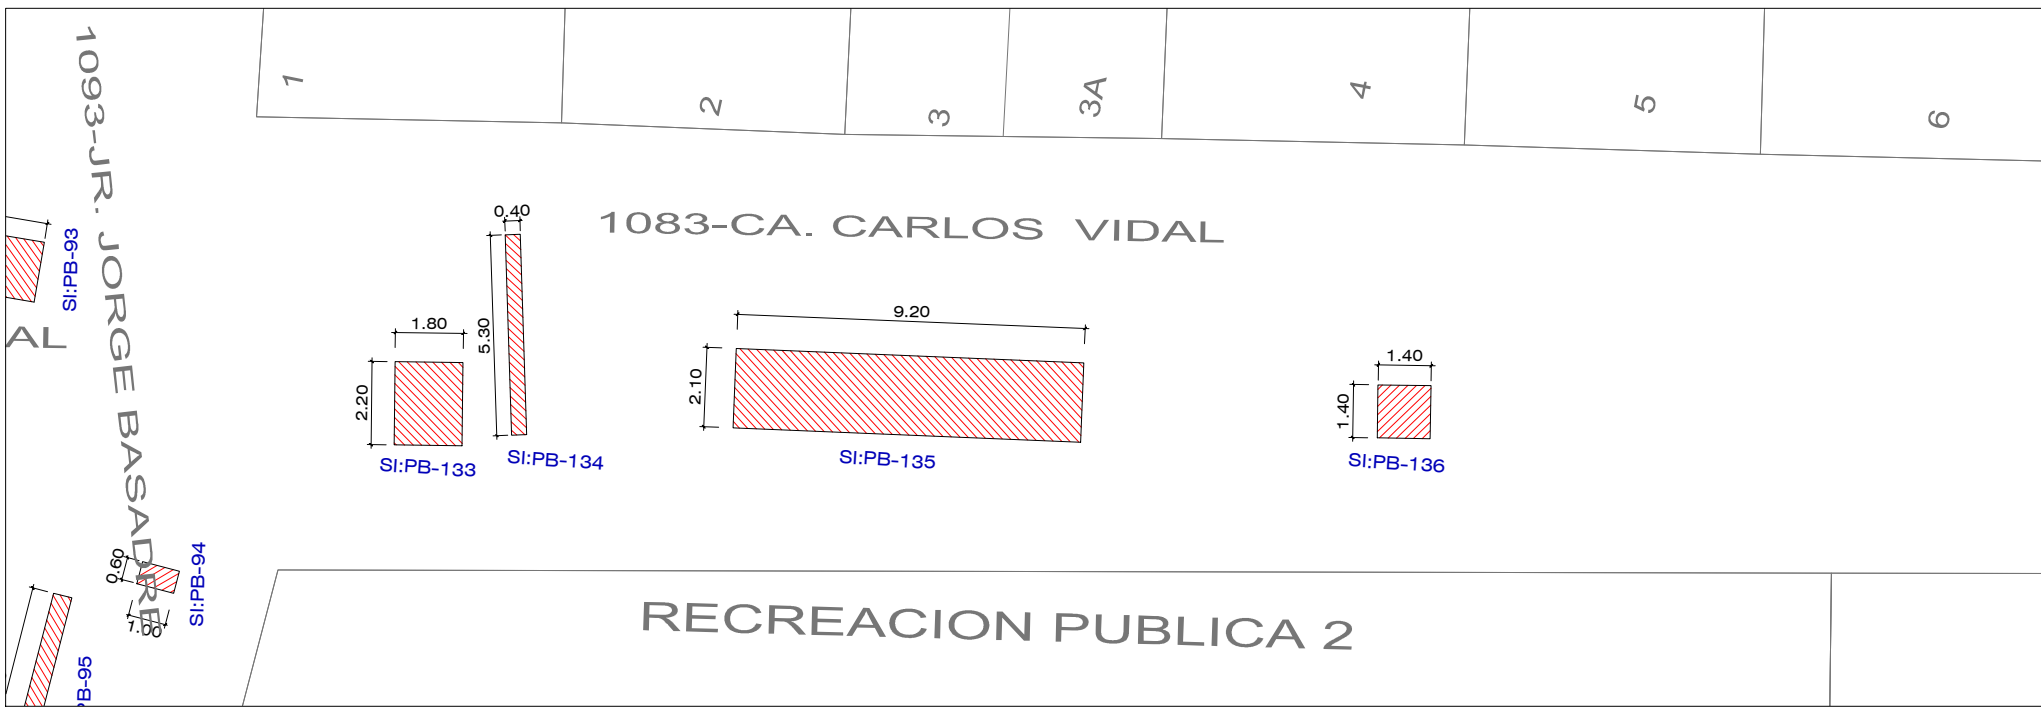 1
2
3
3A
4
5
6
1093-JR. JORGE BASADRE
1083-CA. CARLOS VIDAL
SI:PB-93
AL
0.40
5.30
1.80
2.20
SI:PB-133
SI:PB-134
9.20
2.10
SI:PB-135
1.40
1.40
SI:PB-136
0.60
1.00
SI:PB-94
PB-95
RECREACION PUBLICA 2